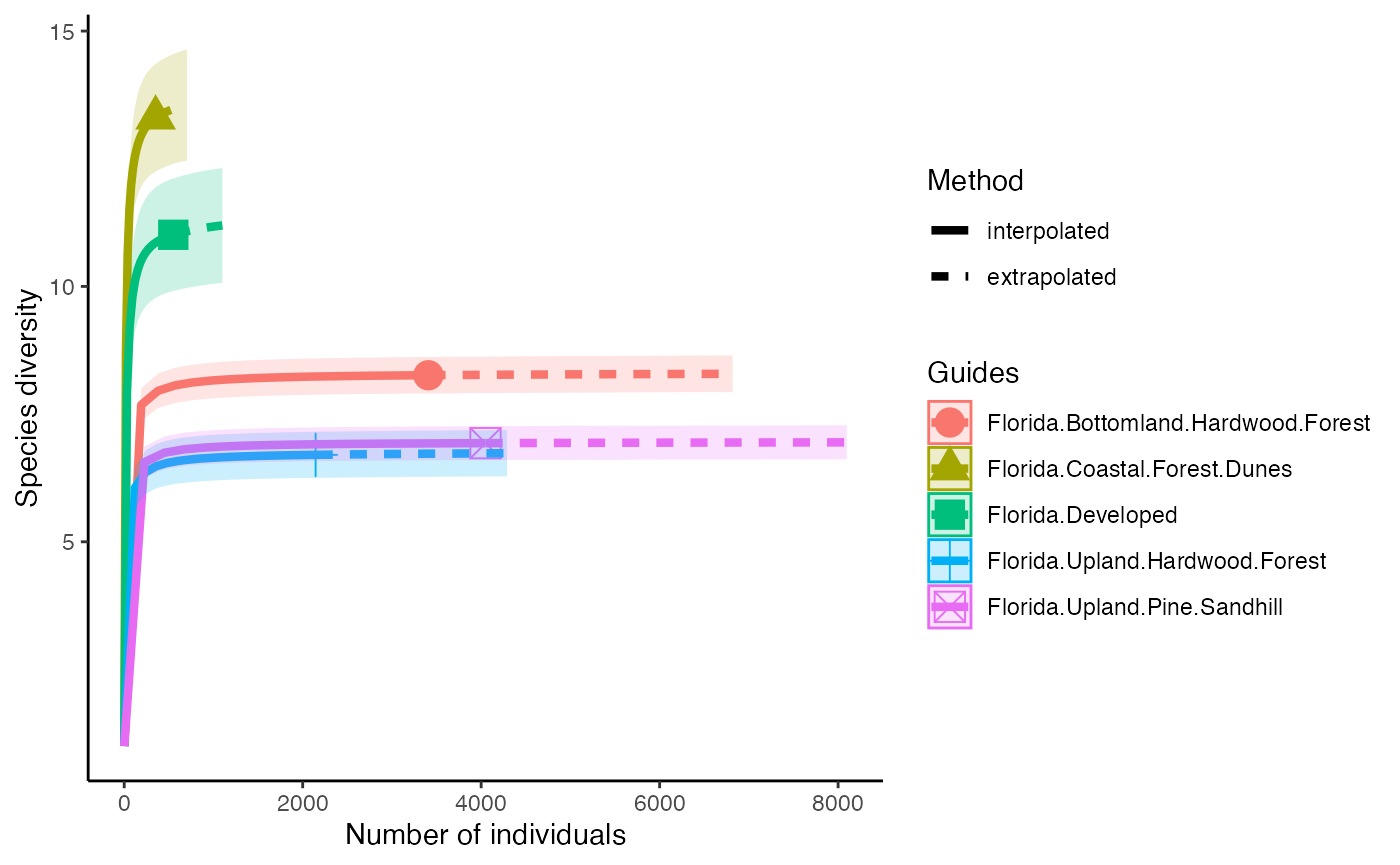 15
10
5
Species diversity
0 2000 4000 6000 8000
Number of individuals
Method
interpolated
extrapolated
Guides
Florida.Bottomland.Hardwood.Forest
Florida.Coastal.Forest.Dunes
Florida.Developed
Florida.Upland.Hardwood.Forest
Florida.Upland.Pine.Sandhill